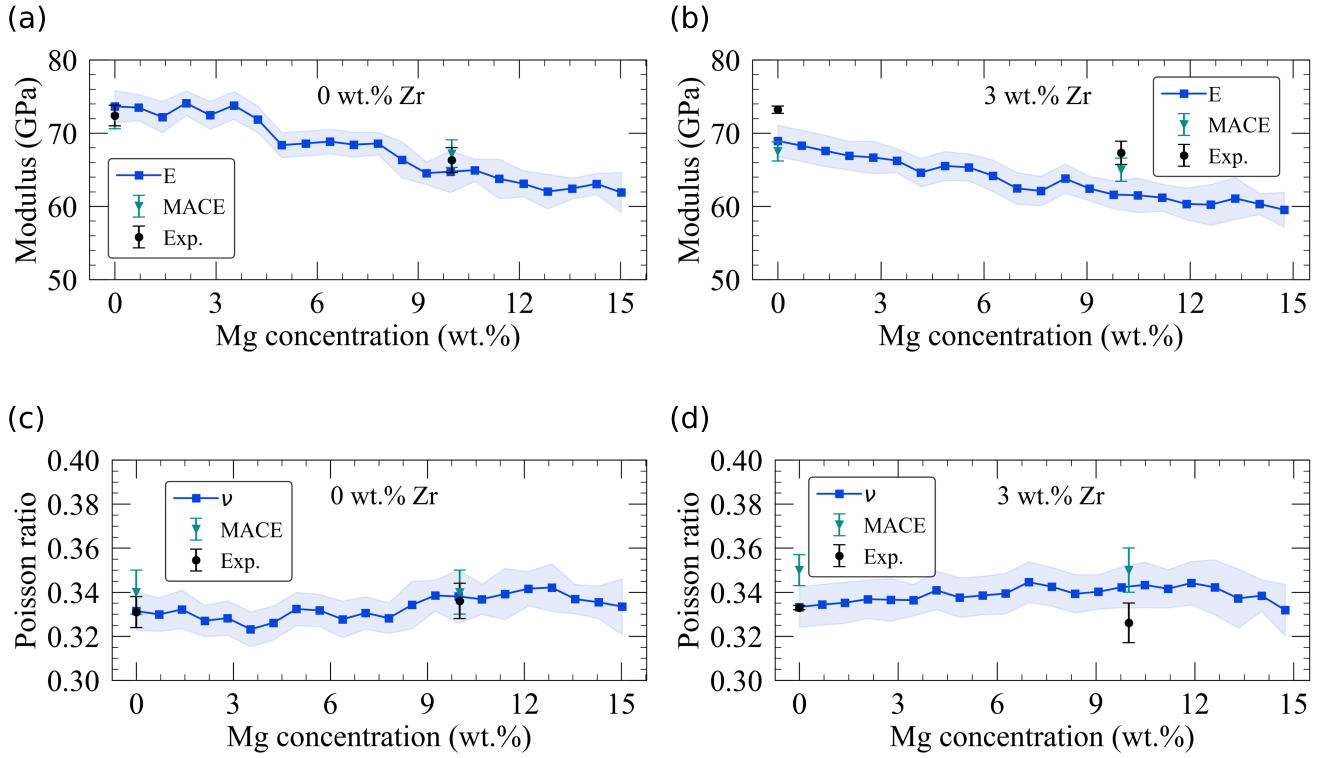 (a)
80
70
60
50
Modulus (GPa)
0 wt.% Zr
E
MACE
Exp.
0 3 6 9 12 15
Mg concentration (wt.%)
(b)
80
70
60
50
Modulus (GPa)
3 wt.% Zr
E
MACE
Exp.
0 3 6 9 12 15
Mg concentration (wt.%)
(c)
0.40
0.38
0.36
0.34
0.32
0.30
Poisson ratio
0 wt.% Zr
ν
MACE
Exp.
0 3 6 9 12 15
Mg concentration (wt.%)
(d)
0.40
0.38
0.36
0.34
0.32
0.30
Poisson ratio
3 wt.% Zr
ν
MACE
Exp.
0 3 6 9 12 15
Mg concentration (wt.%)